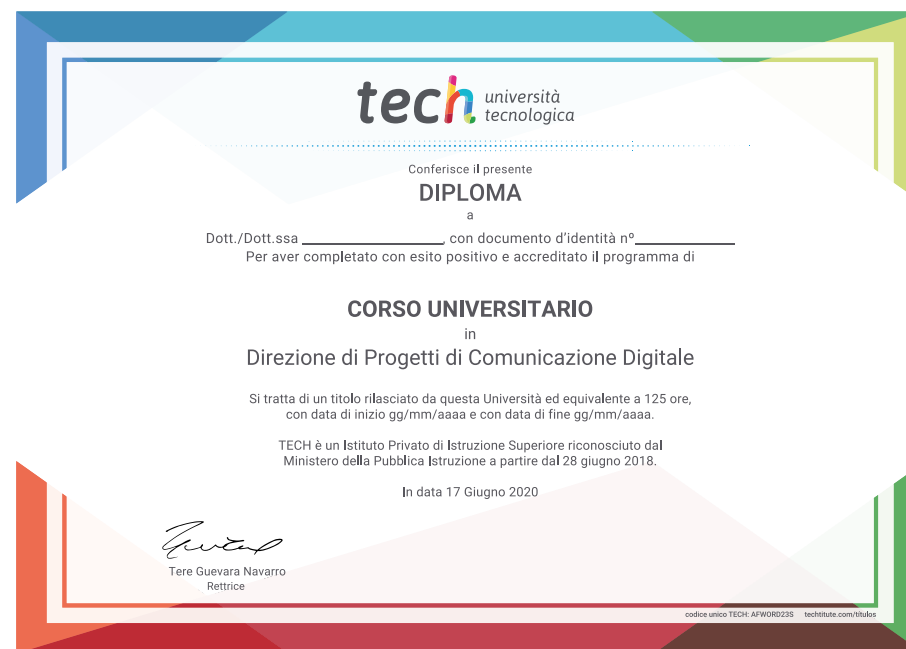 tech università
tecnologica
Conferisce il presente
DIPLOMA
a
Dott./Dott.ssa ____________________, con documento d'identità nº______________
Per aver completato con esito positivo e accreditato il programma di
CORSO UNIVERSITARIO
in
Direzione di Progetti di Comunicazione Digitale
Si tratta di un titolo rilasciato da questa Università ed equivalente a 125 ore,
con data di inizio gg/mm/aaaa e con data di fine gg/mm/aaaa.
TECH è un Istituto Privato di Istruzione Superiore riconosciuto dal
Ministero della Pubblica Istruzione a partire dal 28 giugno 2018.
In data 17 Giugno 2020
Tere Guevara Navarro
Rettrice
codice unico TECH: AFWORD23S techtitute.com/titulos